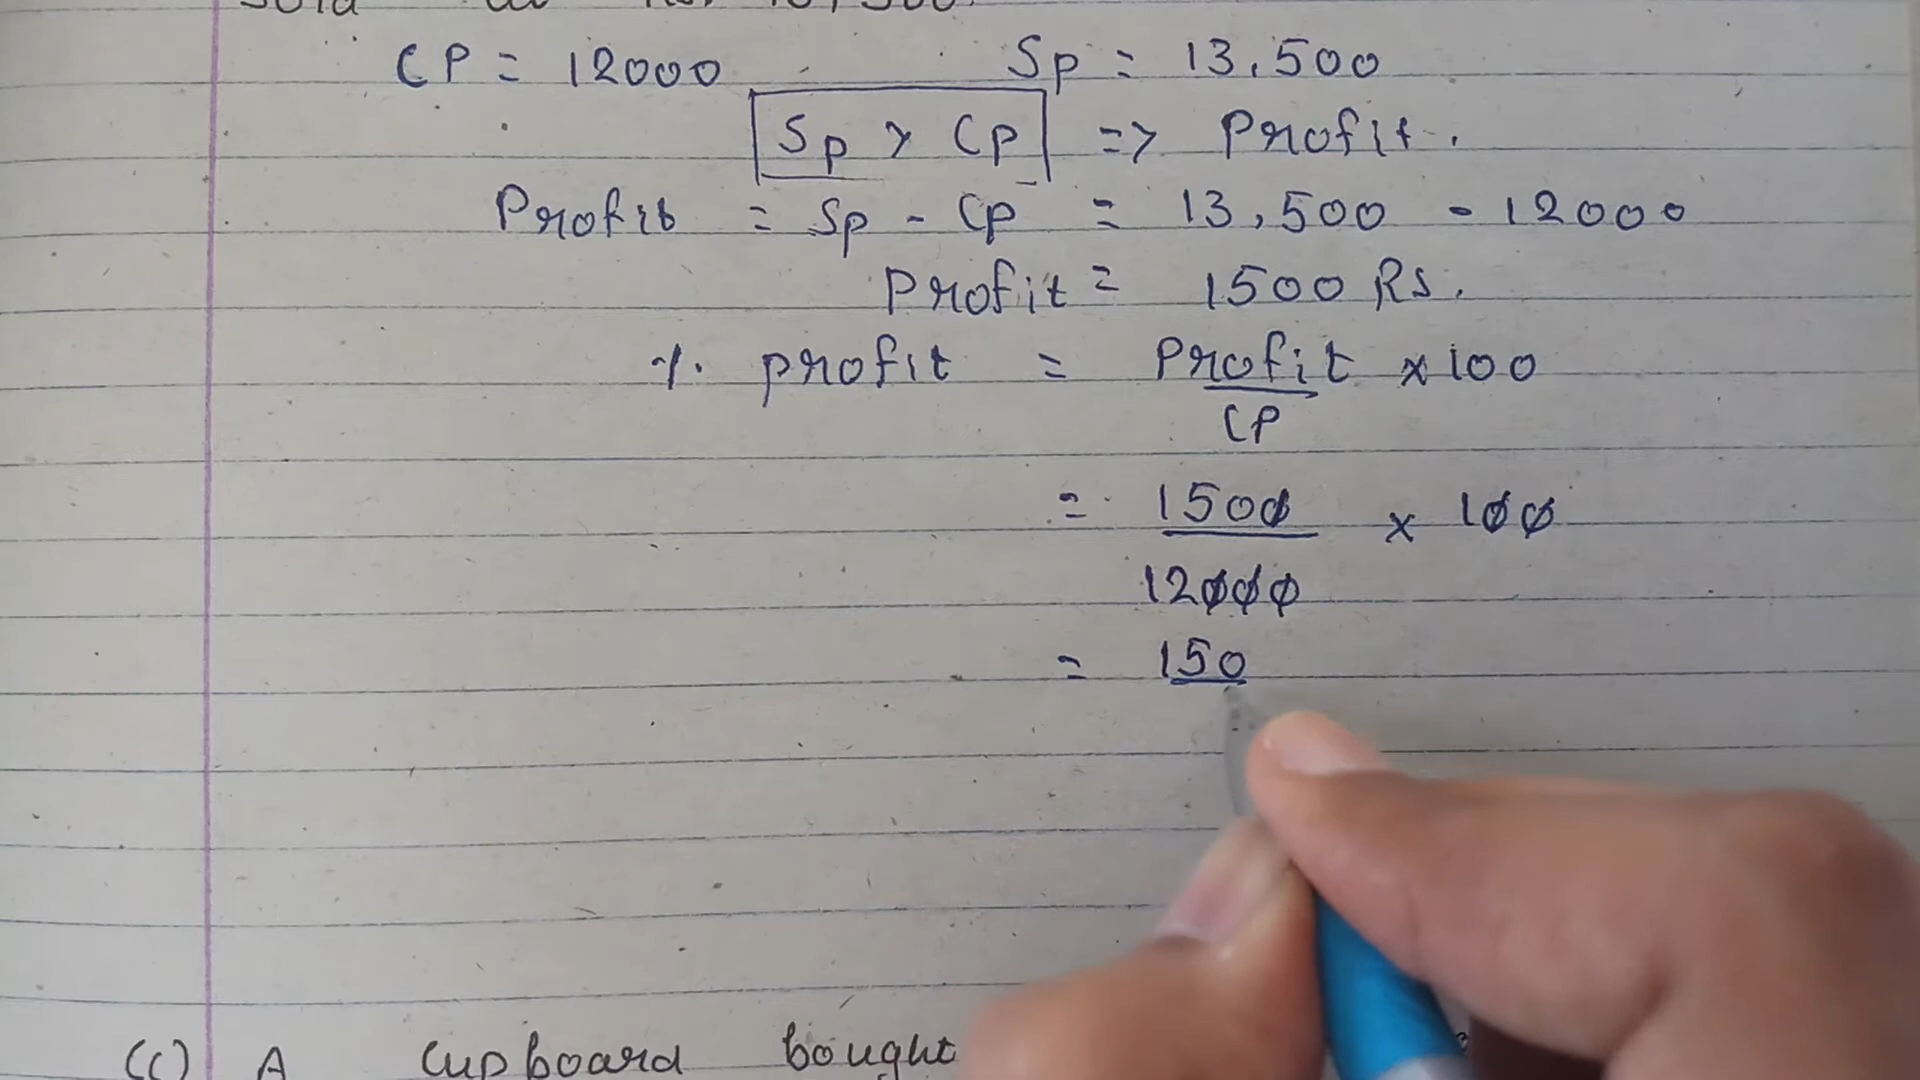 CP = 12000 Sp = 13,500
Sp > Cp => Profit.
Profit = Sp - Cp = 13,500 - 12000
Profit = 1500 Rs.
% profit = Profit × 100
CP
= 1500 × 100
12000
= 150
(c) A cupboard bought